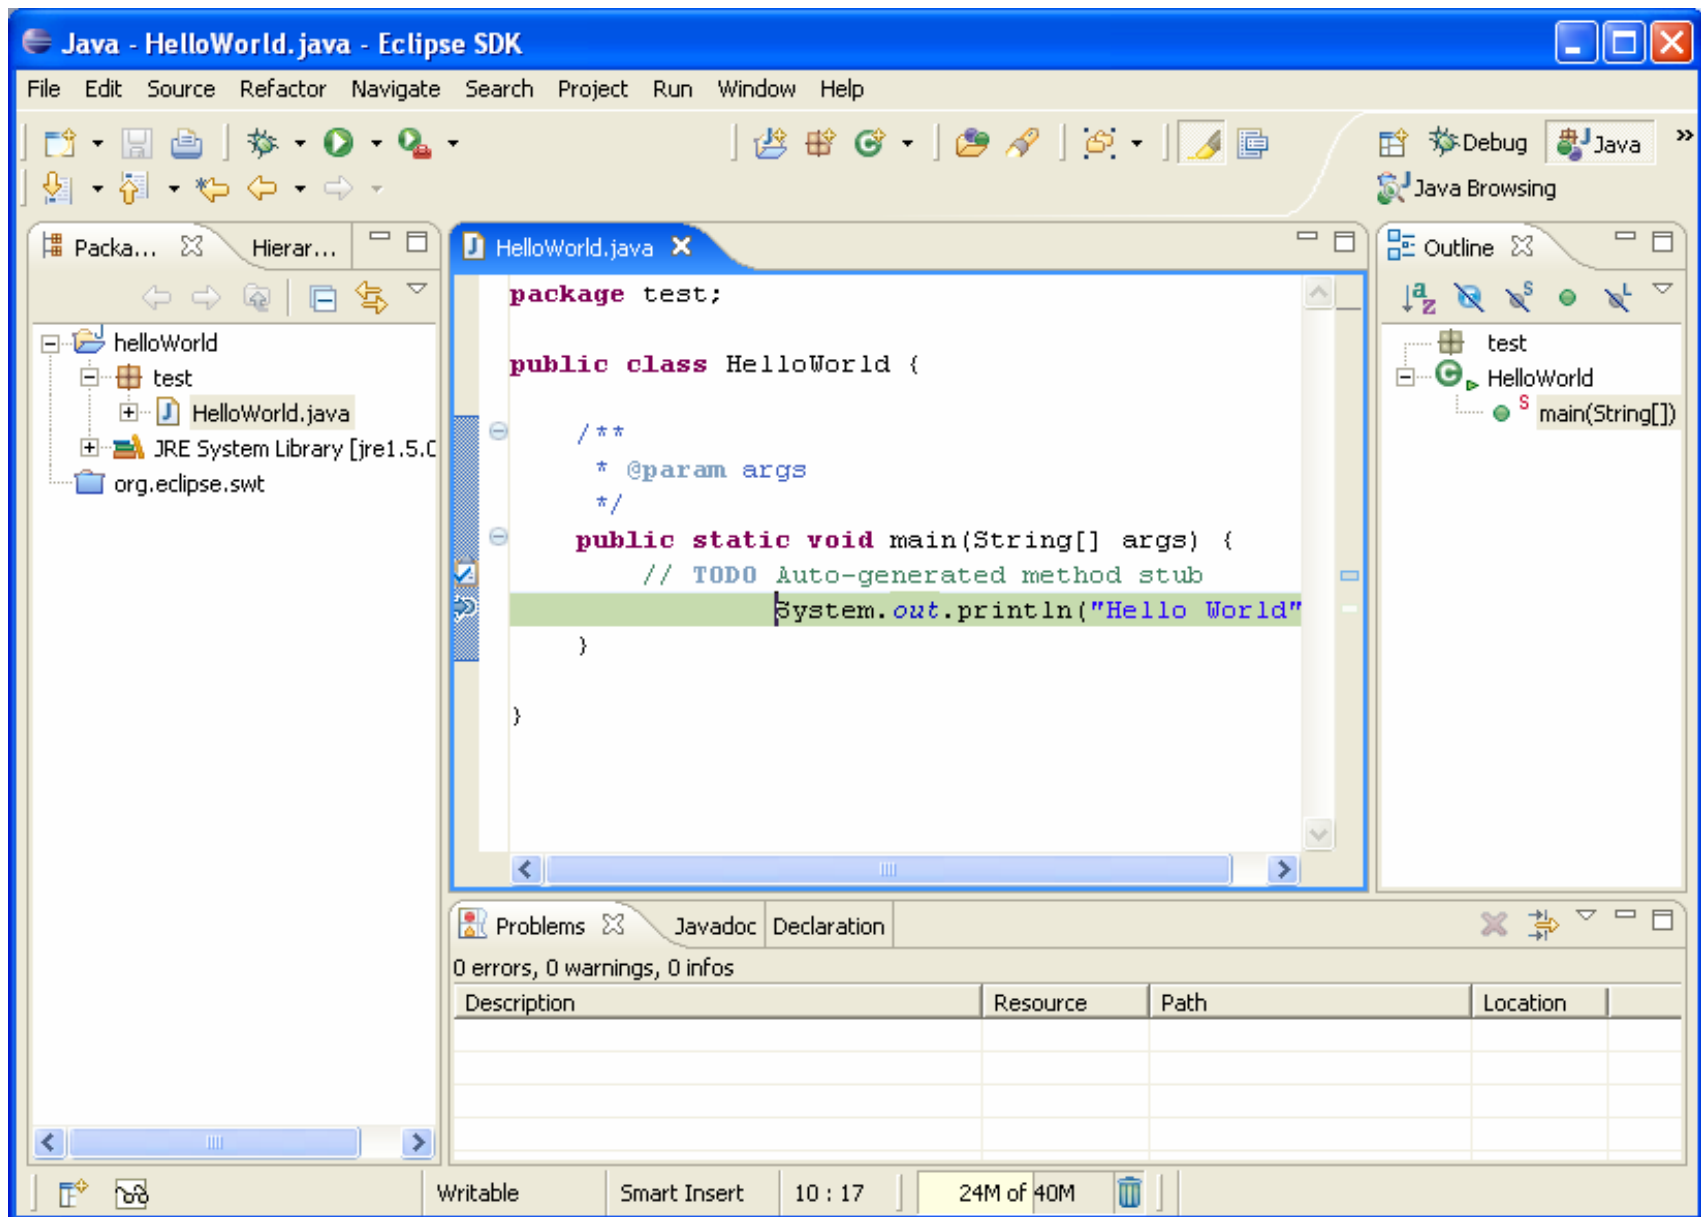 Java - HelloWorld.java - Eclipse SDK
File Edit Source Refactor Navigate Search Project Run Window Help
Debug Java »
Java Browsing
Packa... Hierar...
helloWorld
test
HelloWorld.java
JRE System Library [jre1.5.0
org.eclipse.swt
HelloWorld.java
package test;
public class HelloWorld {
/**
* @param args
*/
public static void main(String[] args) {
// TODO Auto-generated method stub
System.out.println("Hello World"
}
}
Outline
test
HelloWorld
main(String[])
Problems Javadoc Declaration
0 errors, 0 warnings, 0 infos
Description Resource Path Location
Writable Smart Insert 10 : 17 24M of 40M